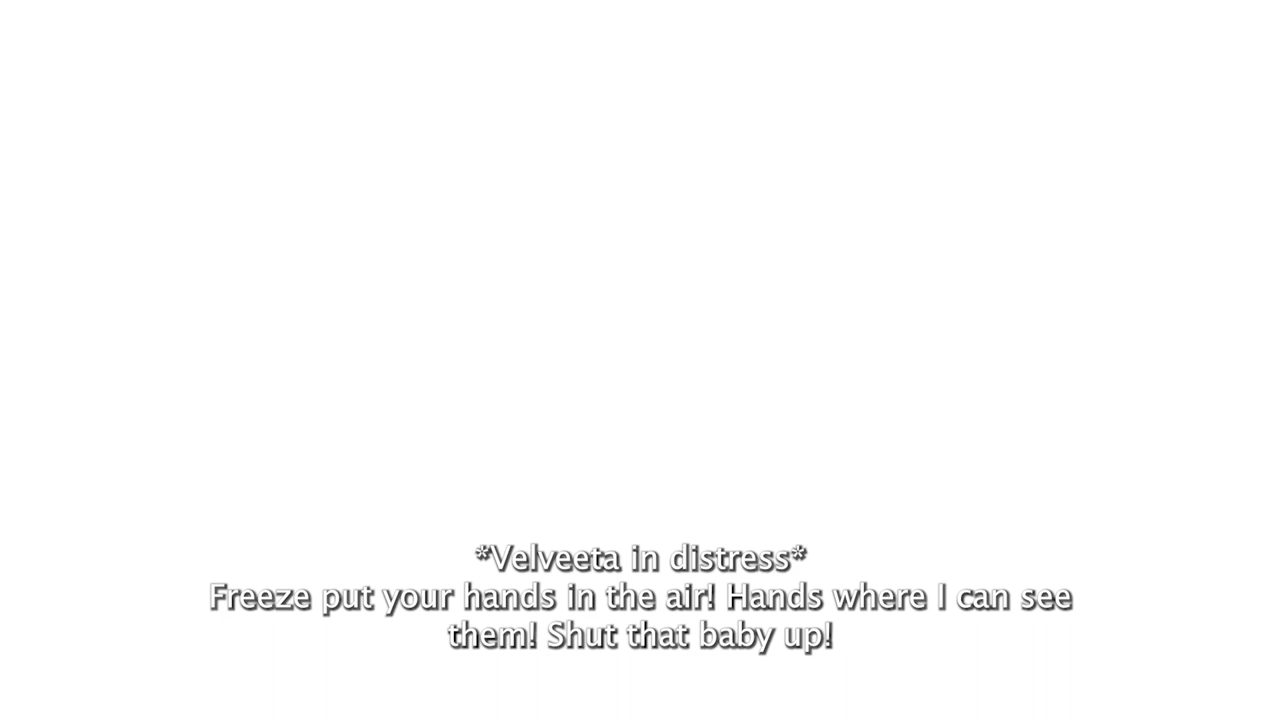 *Velveeta in distress*
Freeze put your hands in the air! Hands where I can see
them! Shut that baby up!